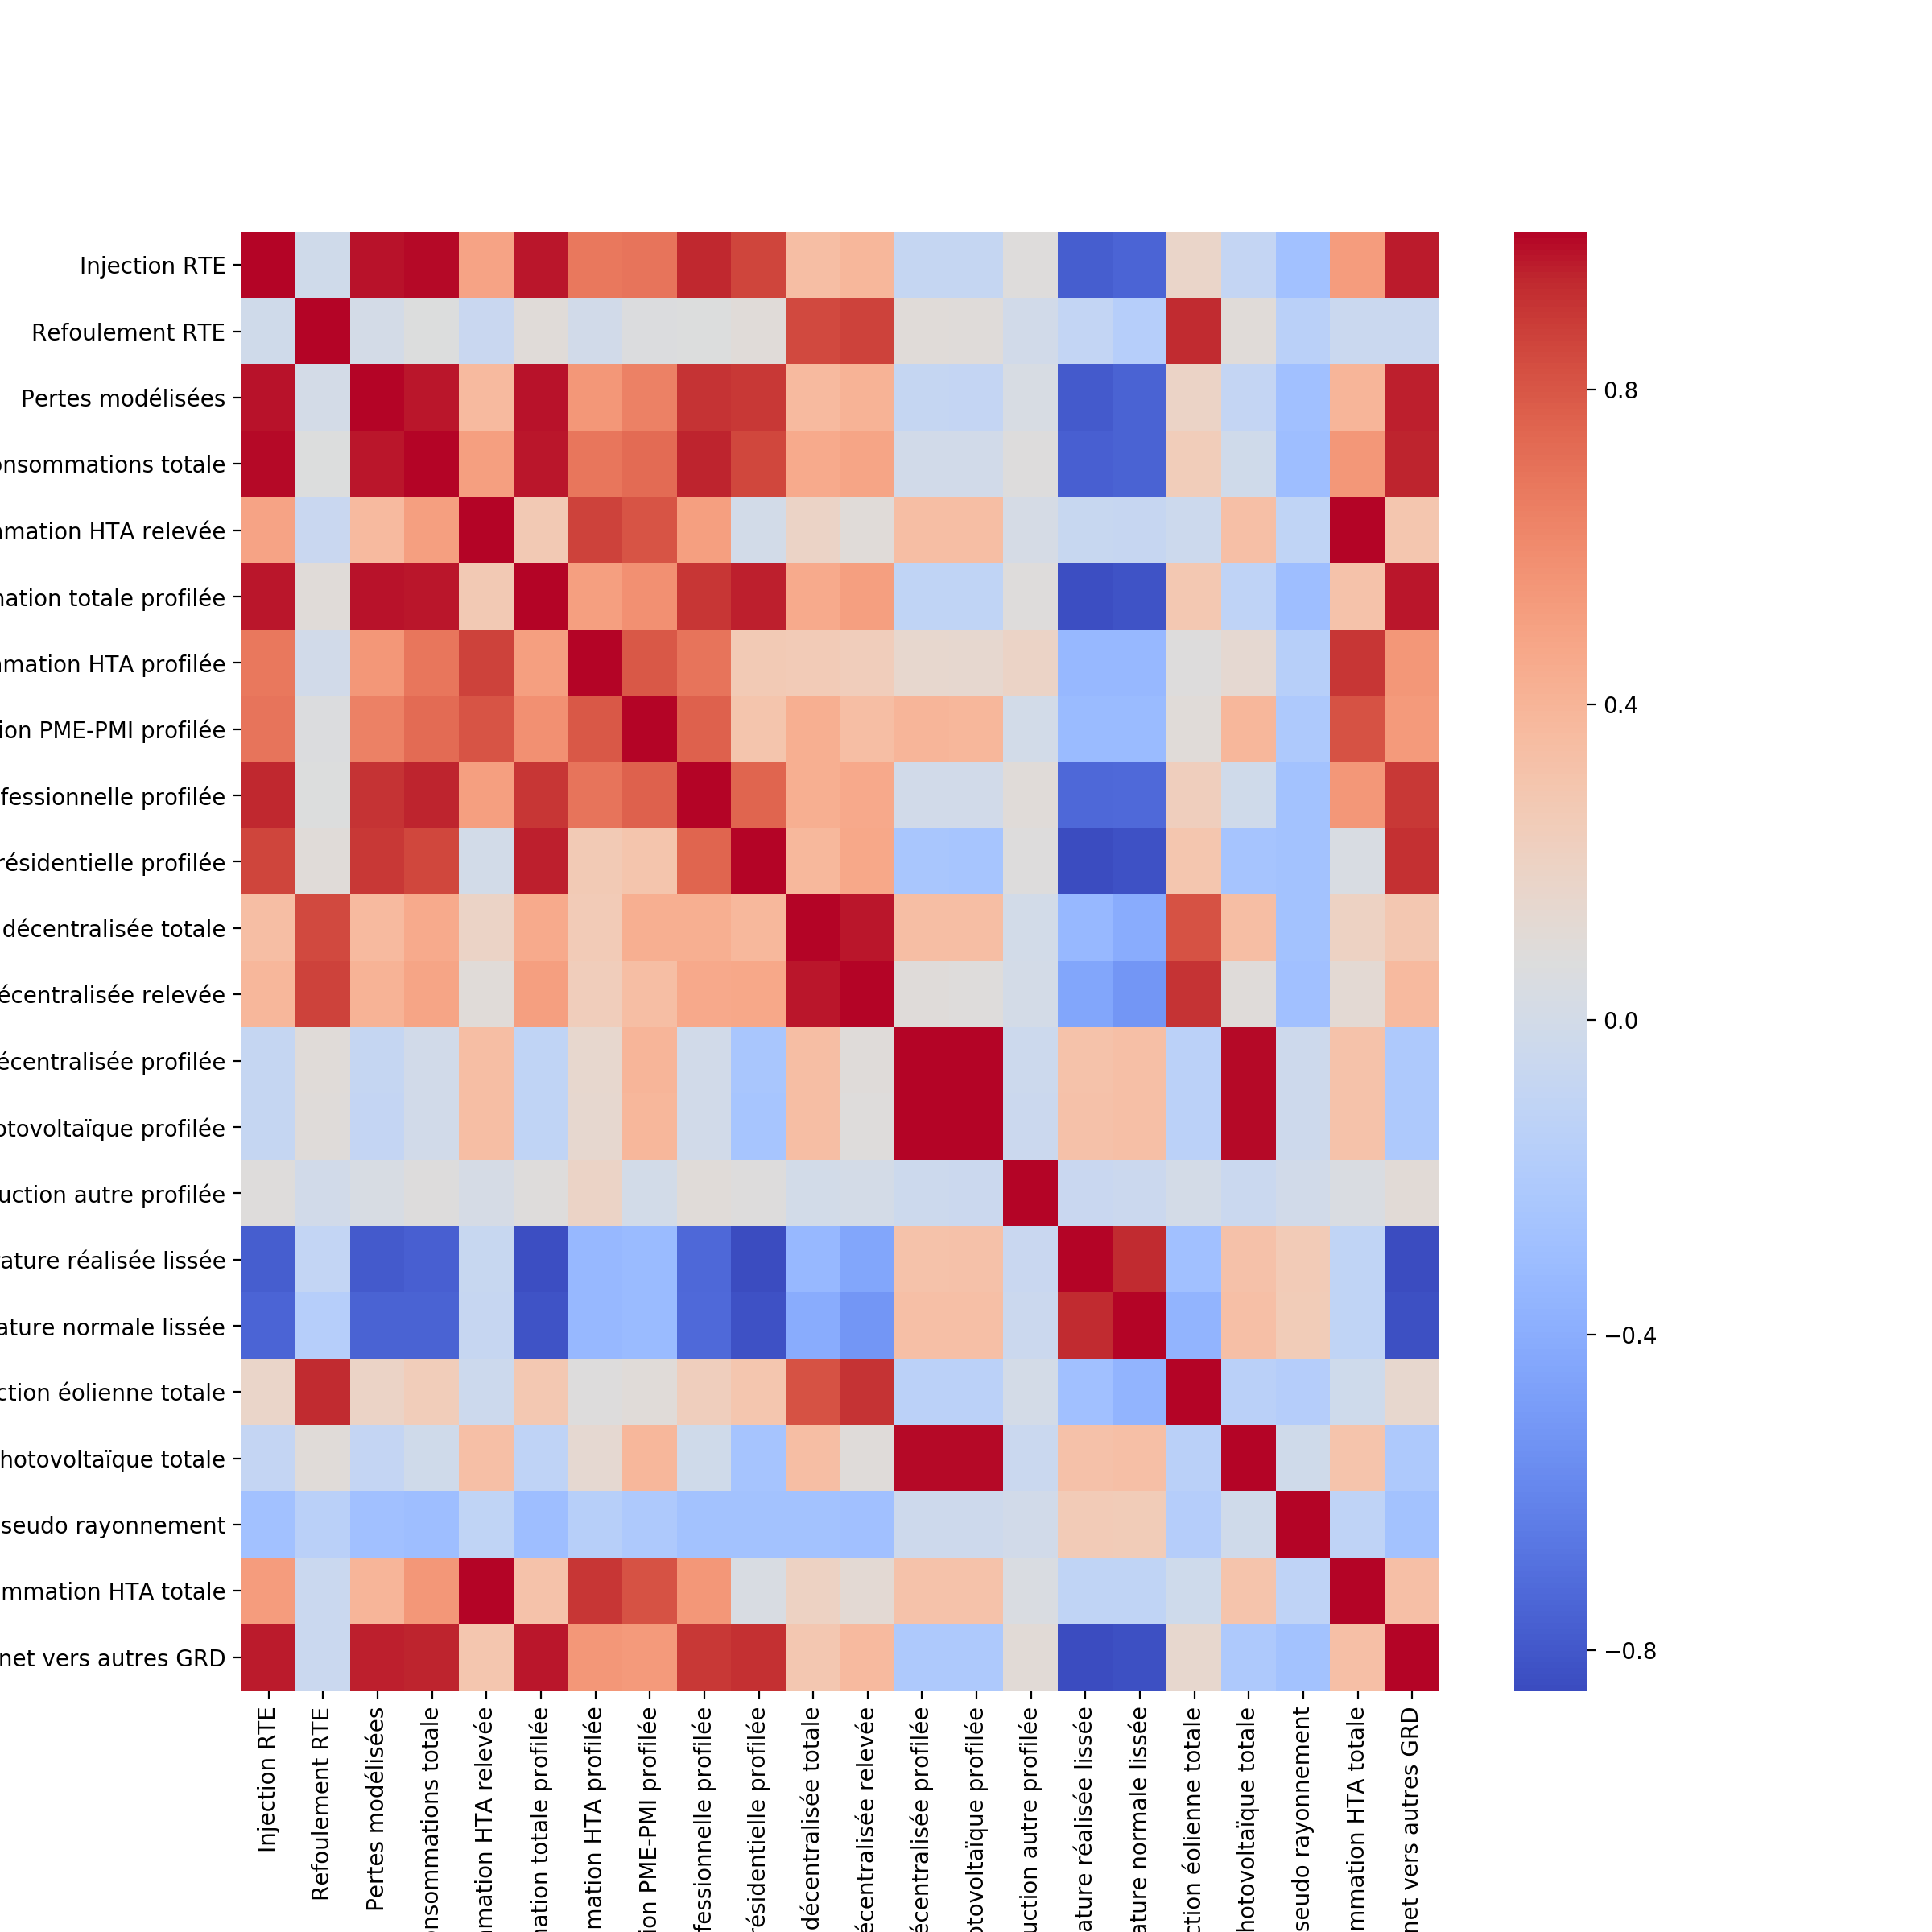 Injection RTE
Refoulement RTE
Pertes modélisées
onsommations totale
mation HTA relevée
nation totale profilée
mation HTA profilée
ion PME-PMI profilée
fessionnelle profilée
résidentielle profilée
décentralisée totale
écentralisée relevée
écentralisée profilée
otovoltaïque profilée
uction autre profilée
ature réalisée lissée
ature normale lissée
ction éolienne totale
hotovoltaïque totale
seudo rayonnement
mmation HTA totale
net vers autres GRD
0.8
0.4
0.0
−0.4
−0.8
Injection RTE
Refoulement RTE
Pertes modélisées
nsommations totale
mation HTA relevée
nation totale profilée
mation HTA profilée
ion PME-PMI profilée
fessionnelle profilée
résidentielle profilée
décentralisée totale
écentralisée relevée
écentralisée profilée
otovoltaïque profilée
uction autre profilée
ature réalisée lissée
ature normale lissée
ction éolienne totale
hotovoltaïque totale
seudo rayonnement
mmation HTA totale
net vers autres GRD